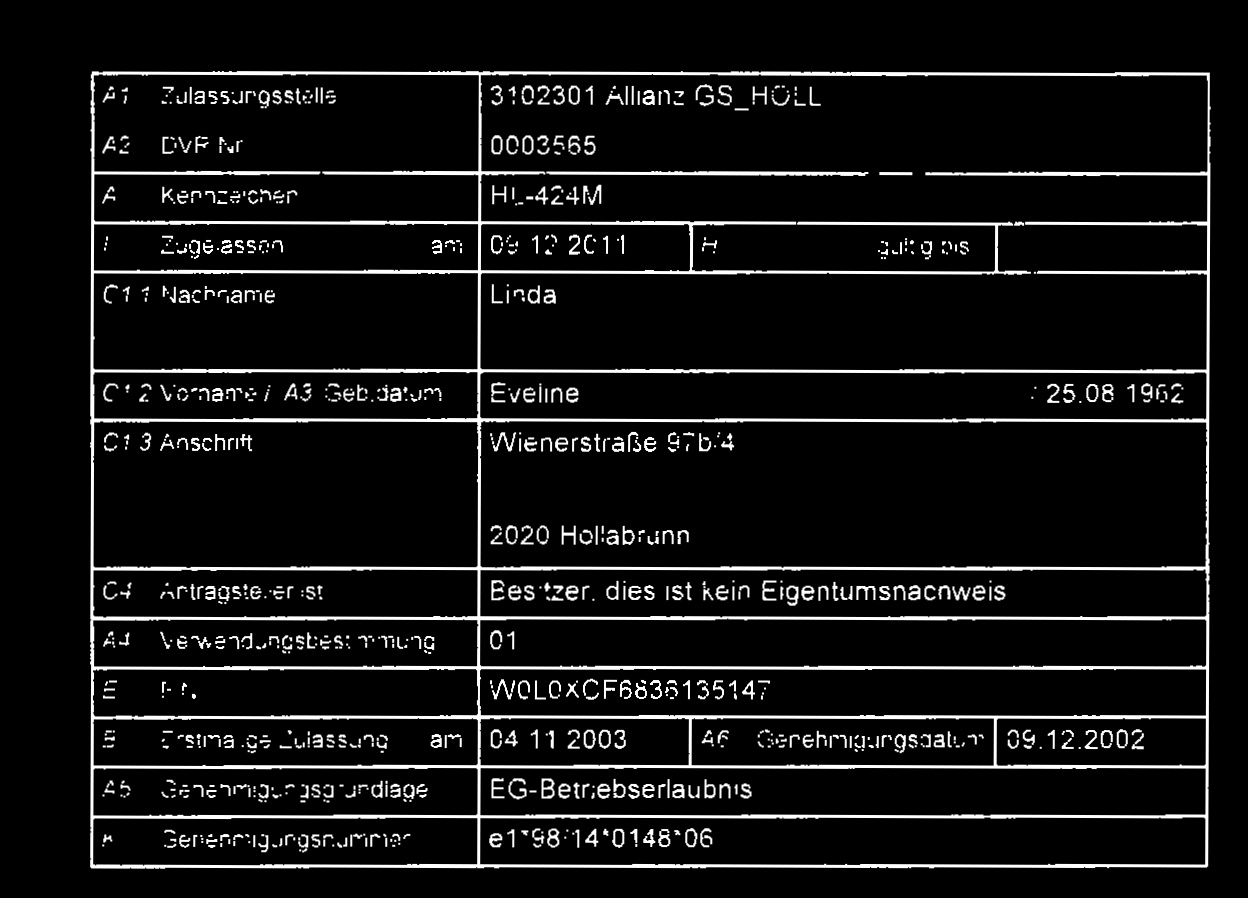 A1 Zulassungsstelle 3102301 Allianz GS_HOLL
A2 DVR Nr 0003565
A Kennzeichen HL-424M
I Zugelassen am 09 12 2011 H gültig bis
C1 1 Nachname Linda
C1 2 Vorname / A3 Geb.datum Eveline / 25.08 1962
C1 3 Anschrift Wienerstraße 97b/4
2020 Hollabrunn
C4 Antragsteller ist Besitzer, dies ist kein Eigentumsnachweis
A4 Verwendungsbestimmung 01
E FIN W0L0XCF6836135147
B Erstmalige Zulassung am 04 11 2003 A6 Genehmigungsdatum 09.12.2002
A5 Genehmigungsgrundlage EG-Betriebserlaubnis
K Genehmigungsnummer e1*98/14*0148*06